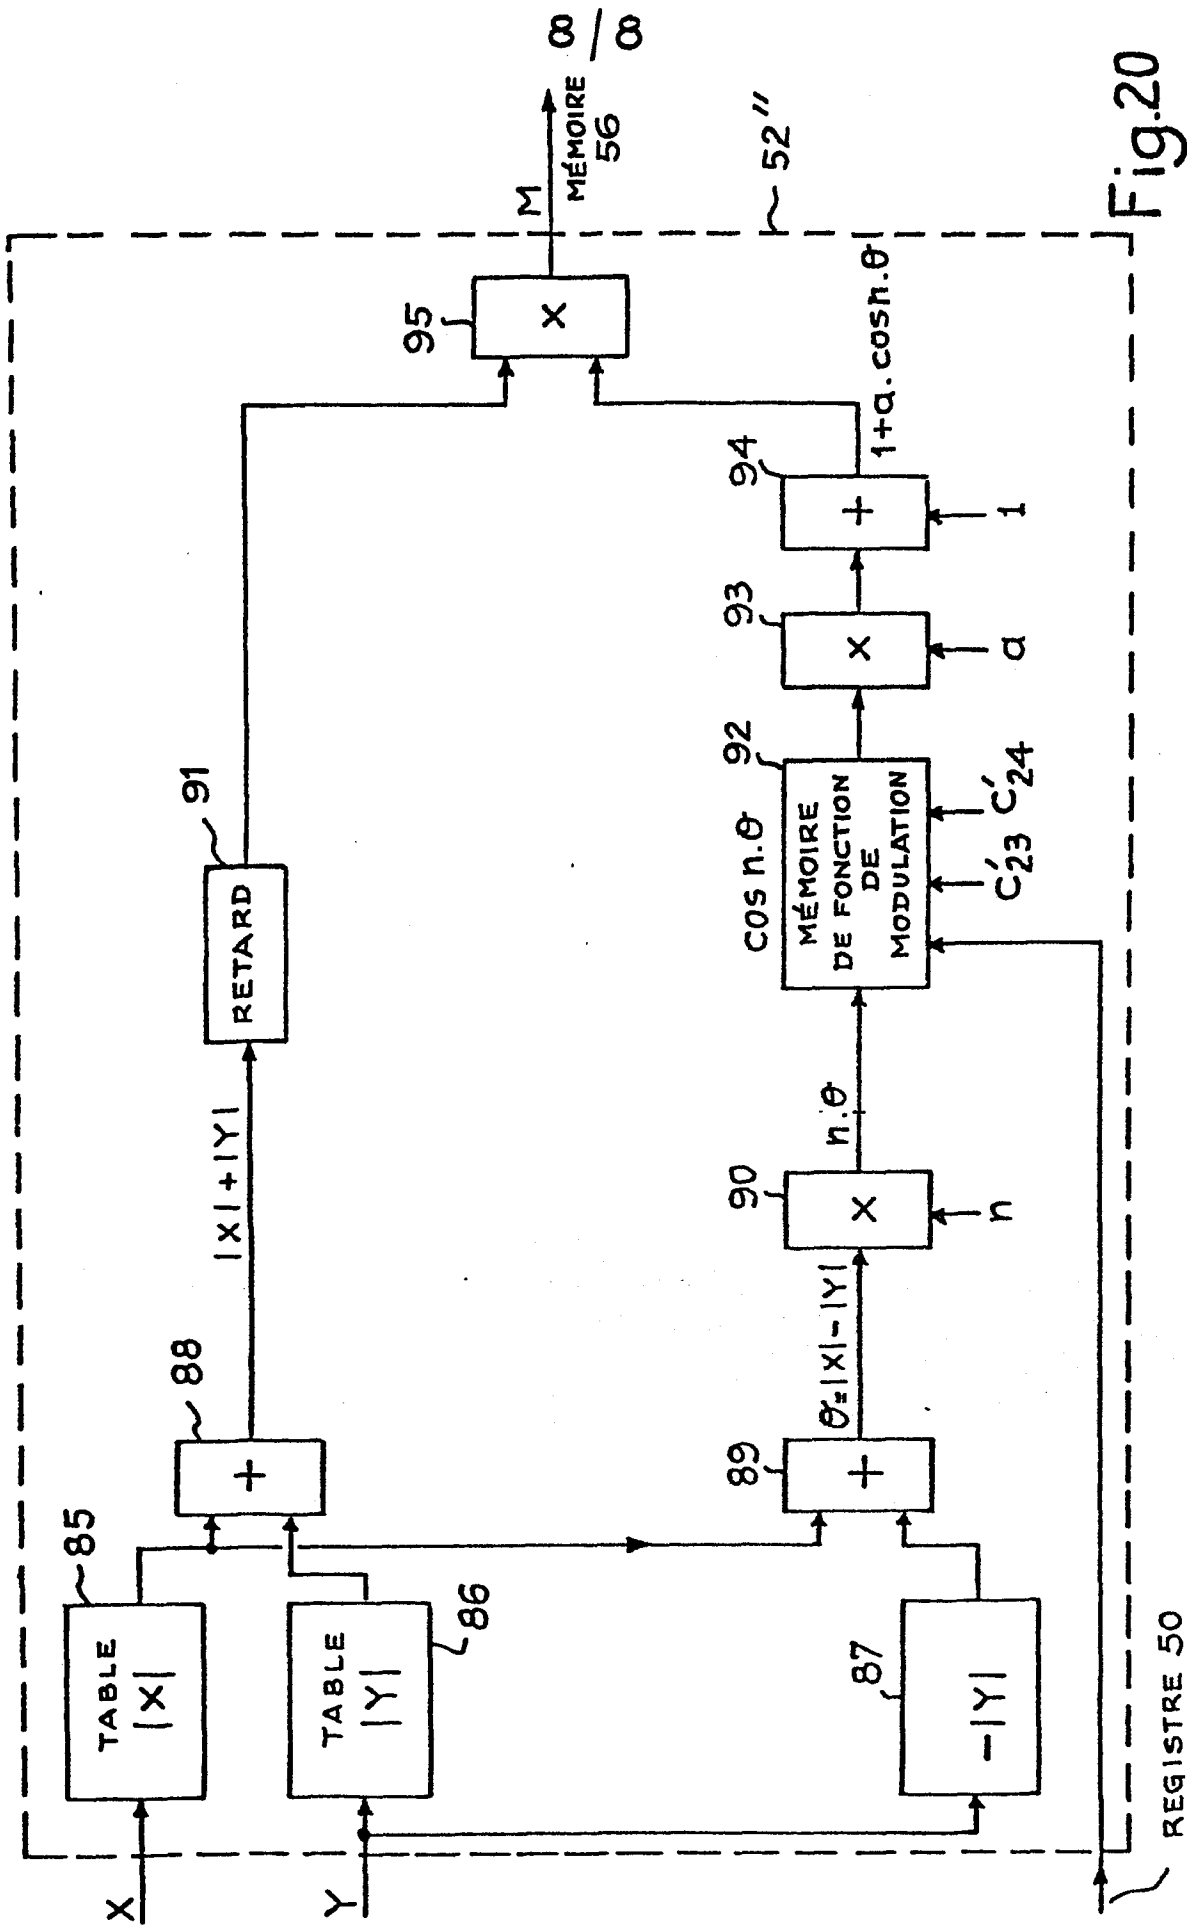 8/8
X
TABLE
|X|
85
Y
TABLE
|Y|
86
87
-|Y|
88
+
|X|+|Y|
91
RETARD
89
+
θ=|X|-|Y|
90
X
n
n.θ
cos n.θ
92
MÉMOIRE
DE FONCTION
DE
MODULATION
C'23
C'24
93
X
a
94
+
1
1+a.cosn.θ
95
X
M
MÉMOIRE
56
52"
REGISTRE 50
Fig.20